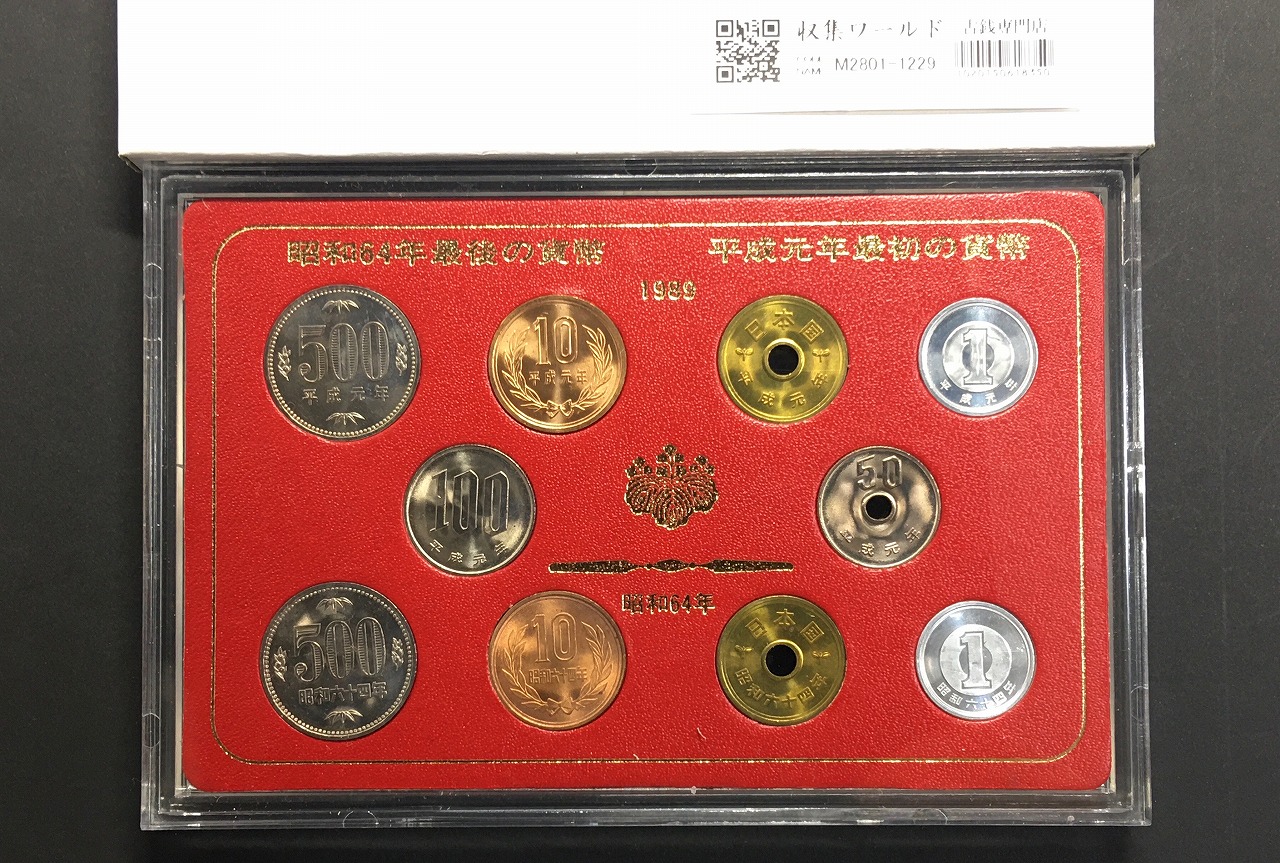 収集ワールド 古銭専門店
M2801-1229
昭和64年最後の貨幣 平成元年最初の貨幣
1989
500
平成元年
10
平成元年
日本国
平成元年
1
平成元年
100
平成元年
50
平成元年
昭和64年
500
昭和六十四年
10
昭和六十四年
日本国
昭和六十四年
1
昭和六十四年